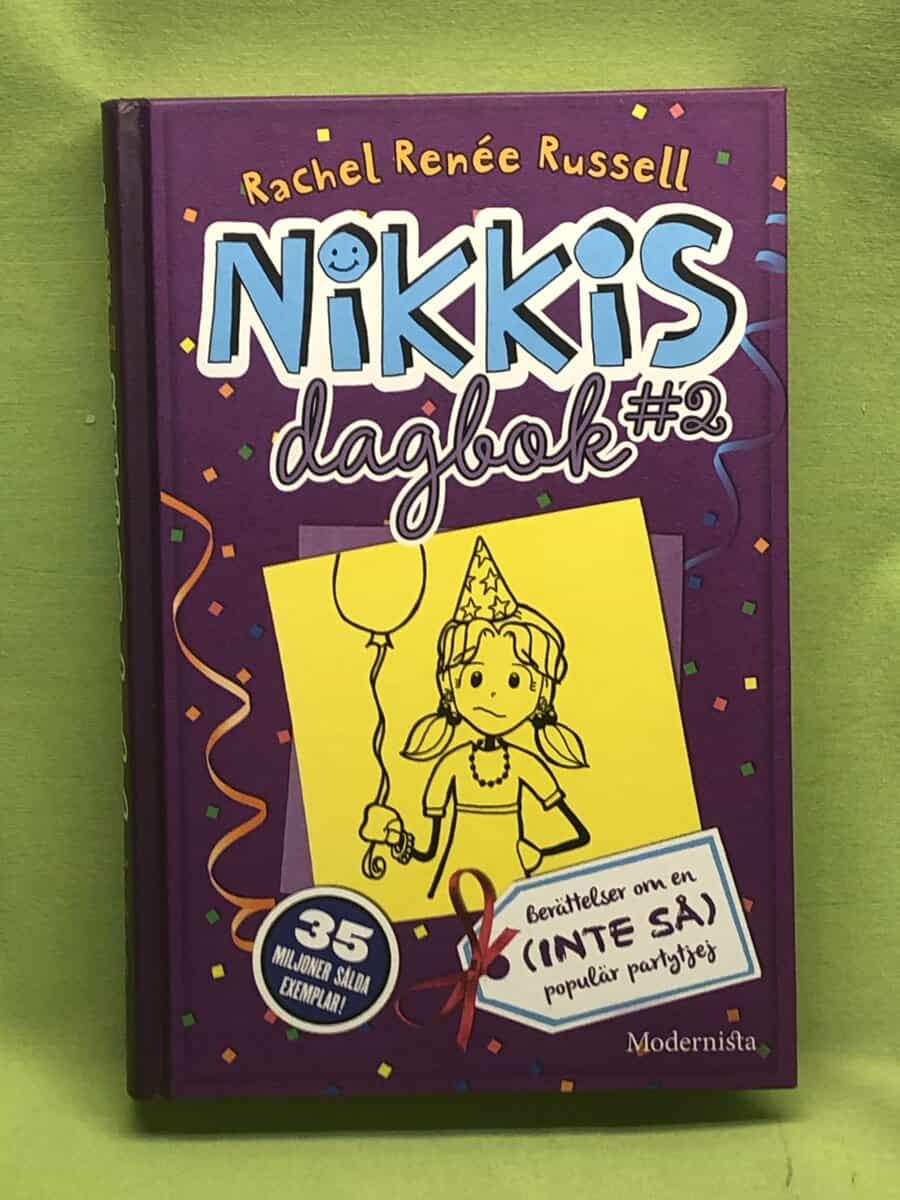 Rachel Renée Russell
NiKKiS
dagbok #2
Berättelser om en
(INTE SÅ)
populär partytjej
35
MILJONER SÅLDA
EXEMPLAR!
Modernista